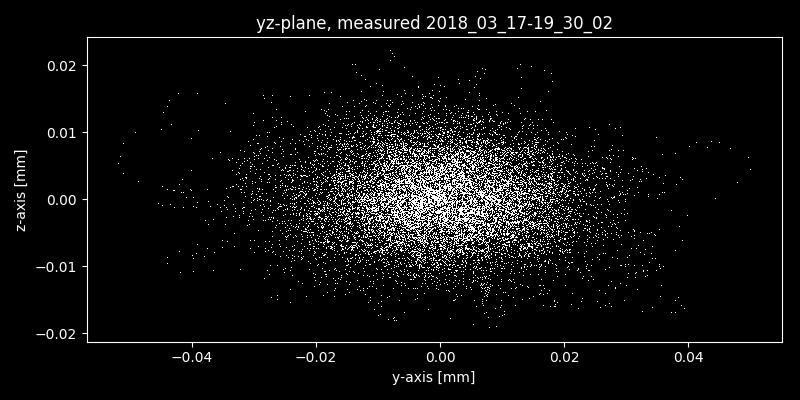 yz-plane, measured 2018_03_17-19_30_02
0.02
0.01
0.00
−0.01
−0.02
z-axis [mm]
−0.04 −0.02 0.00 0.02 0.04
y-axis [mm]